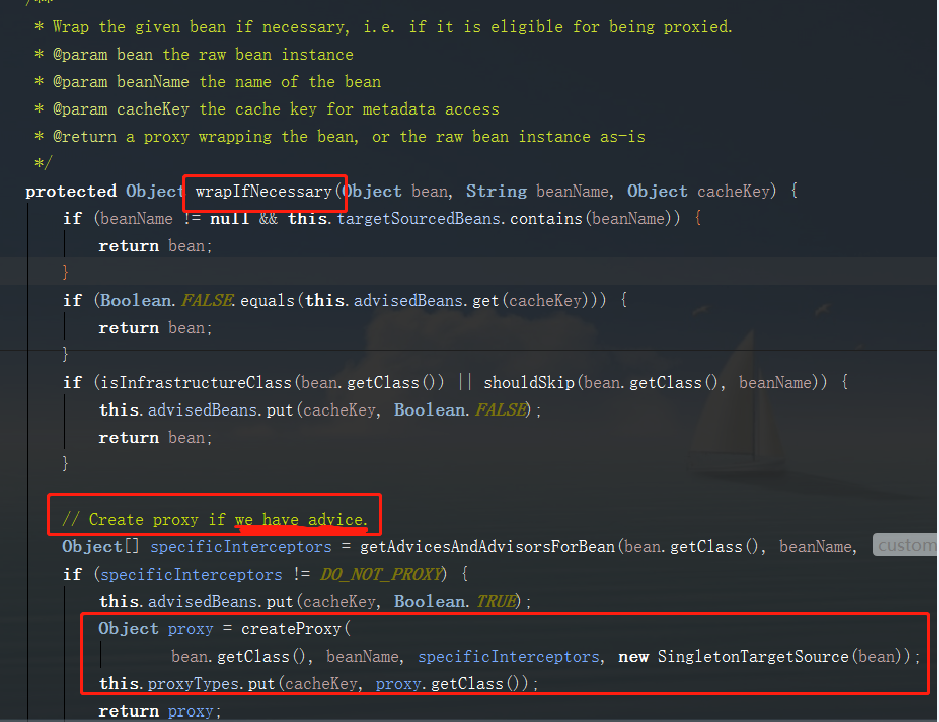 /**
* Wrap the given bean if necessary, i.e. if it is eligible for being proxied.
* @param bean the raw bean instance
* @param beanName the name of the bean
* @param cacheKey the cache key for metadata access
* @return a proxy wrapping the bean, or the raw bean instance as-is
*/
protected Object wrapIfNecessary(Object bean, String beanName, Object cacheKey) {
if (beanName != null && this.targetSourcedBeans.contains(beanName)) {
return bean;
}
if (Boolean.FALSE.equals(this.advisedBeans.get(cacheKey))) {
return bean;
}
if (isInfrastructureClass(bean.getClass()) || shouldSkip(bean.getClass(), beanName)) {
this.advisedBeans.put(cacheKey, Boolean.FALSE);
return bean;
}
// Create proxy if we have advice.
Object[] specificInterceptors = getAdvicesAndAdvisorsForBean(bean.getClass(), beanName, custom
if (specificInterceptors != DO_NOT_PROXY) {
this.advisedBeans.put(cacheKey, Boolean.TRUE);
Object proxy = createProxy(
bean.getClass(), beanName, specificInterceptors, new SingletonTargetSource(bean));
this.proxyTypes.put(cacheKey, proxy.getClass());
return proxy;